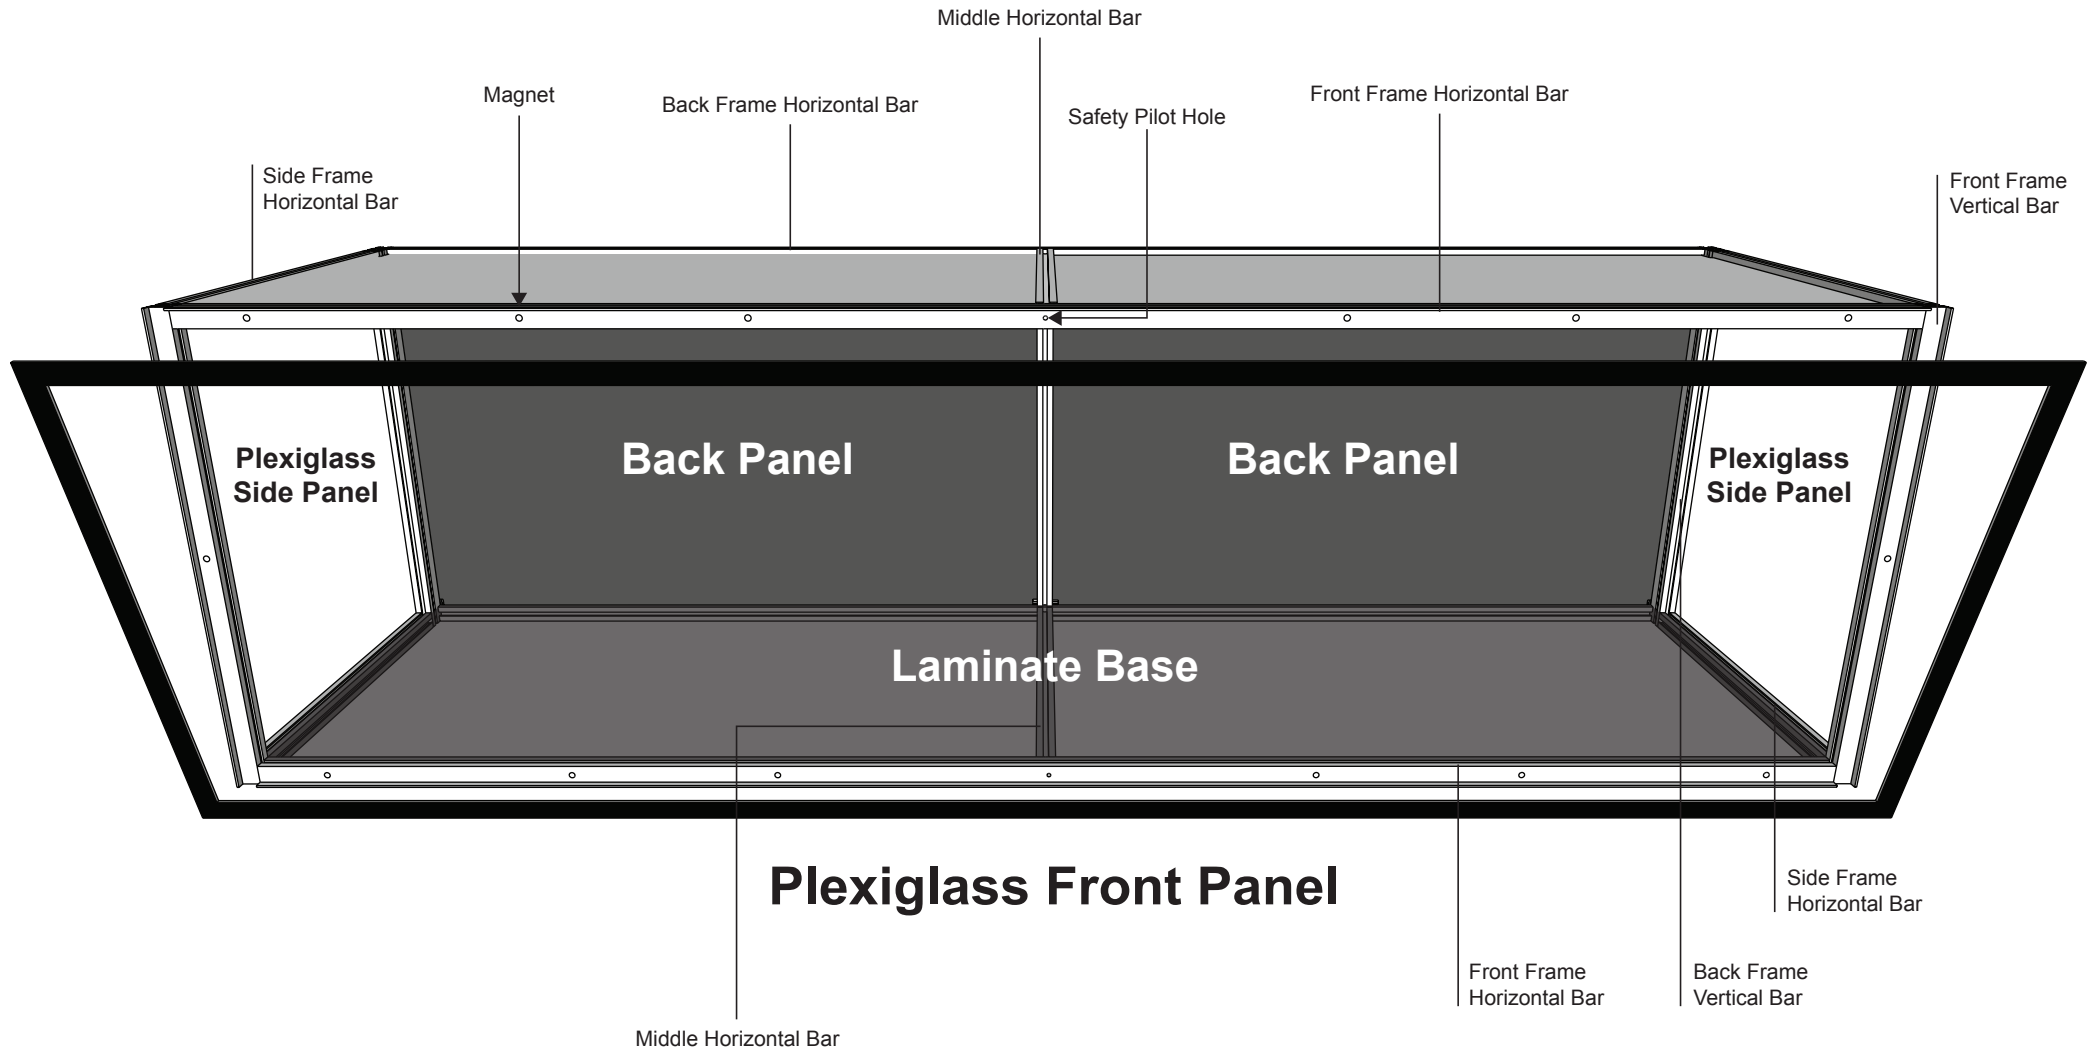 Middle Horizontal Bar
Magnet
Back Frame Horizontal Bar
Safety Pilot Hole
Front Frame Horizontal Bar
Side Frame
Horizontal Bar
Front Frame
Vertical Bar
Plexiglass
Side Panel
Back Panel
Back Panel
Plexiglass
Side Panel
Laminate Base
Plexiglass Front Panel
Side Frame
Horizontal Bar
Front Frame
Horizontal Bar
Back Frame
Vertical Bar
Middle Horizontal Bar